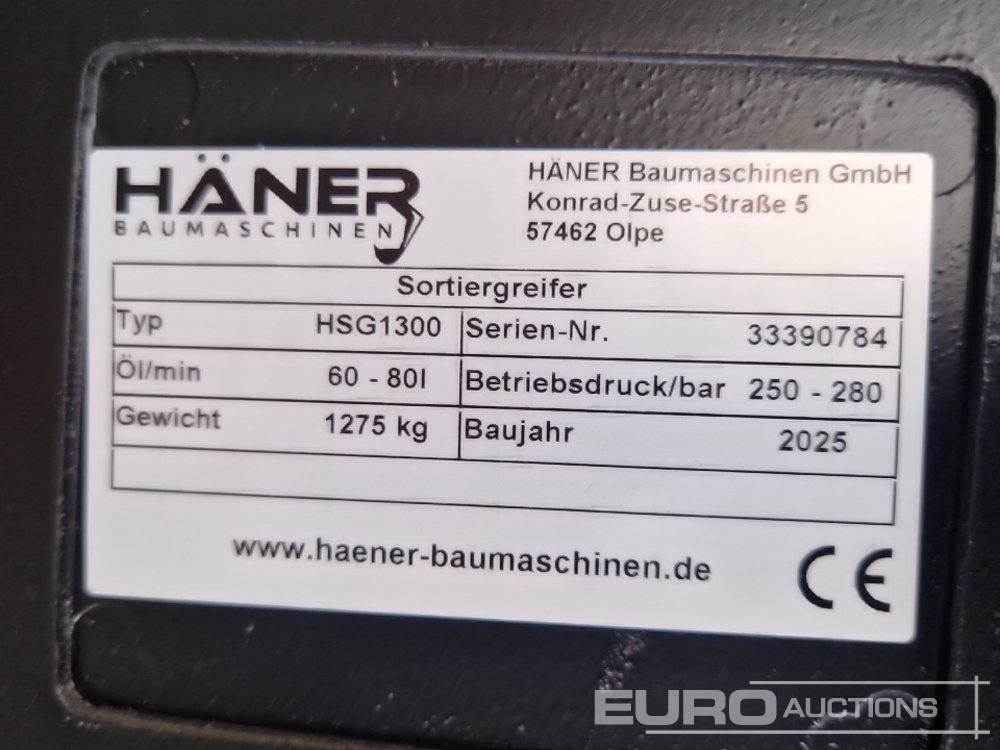 HÄNER
BAUMASCHINEN
HÄNER Baumaschinen GmbH
Konrad-Zuse-Straße 5
57462 Olpe
Sortiergreifer
Typ HSG1300 Serien-Nr. 33390784
Öl/min 60 - 80l Betriebsdruck/bar 250 - 280
Gewicht 1275 kg Baujahr 2025
www.haener-baumaschinen.de
CE
EURO AUCTIONS